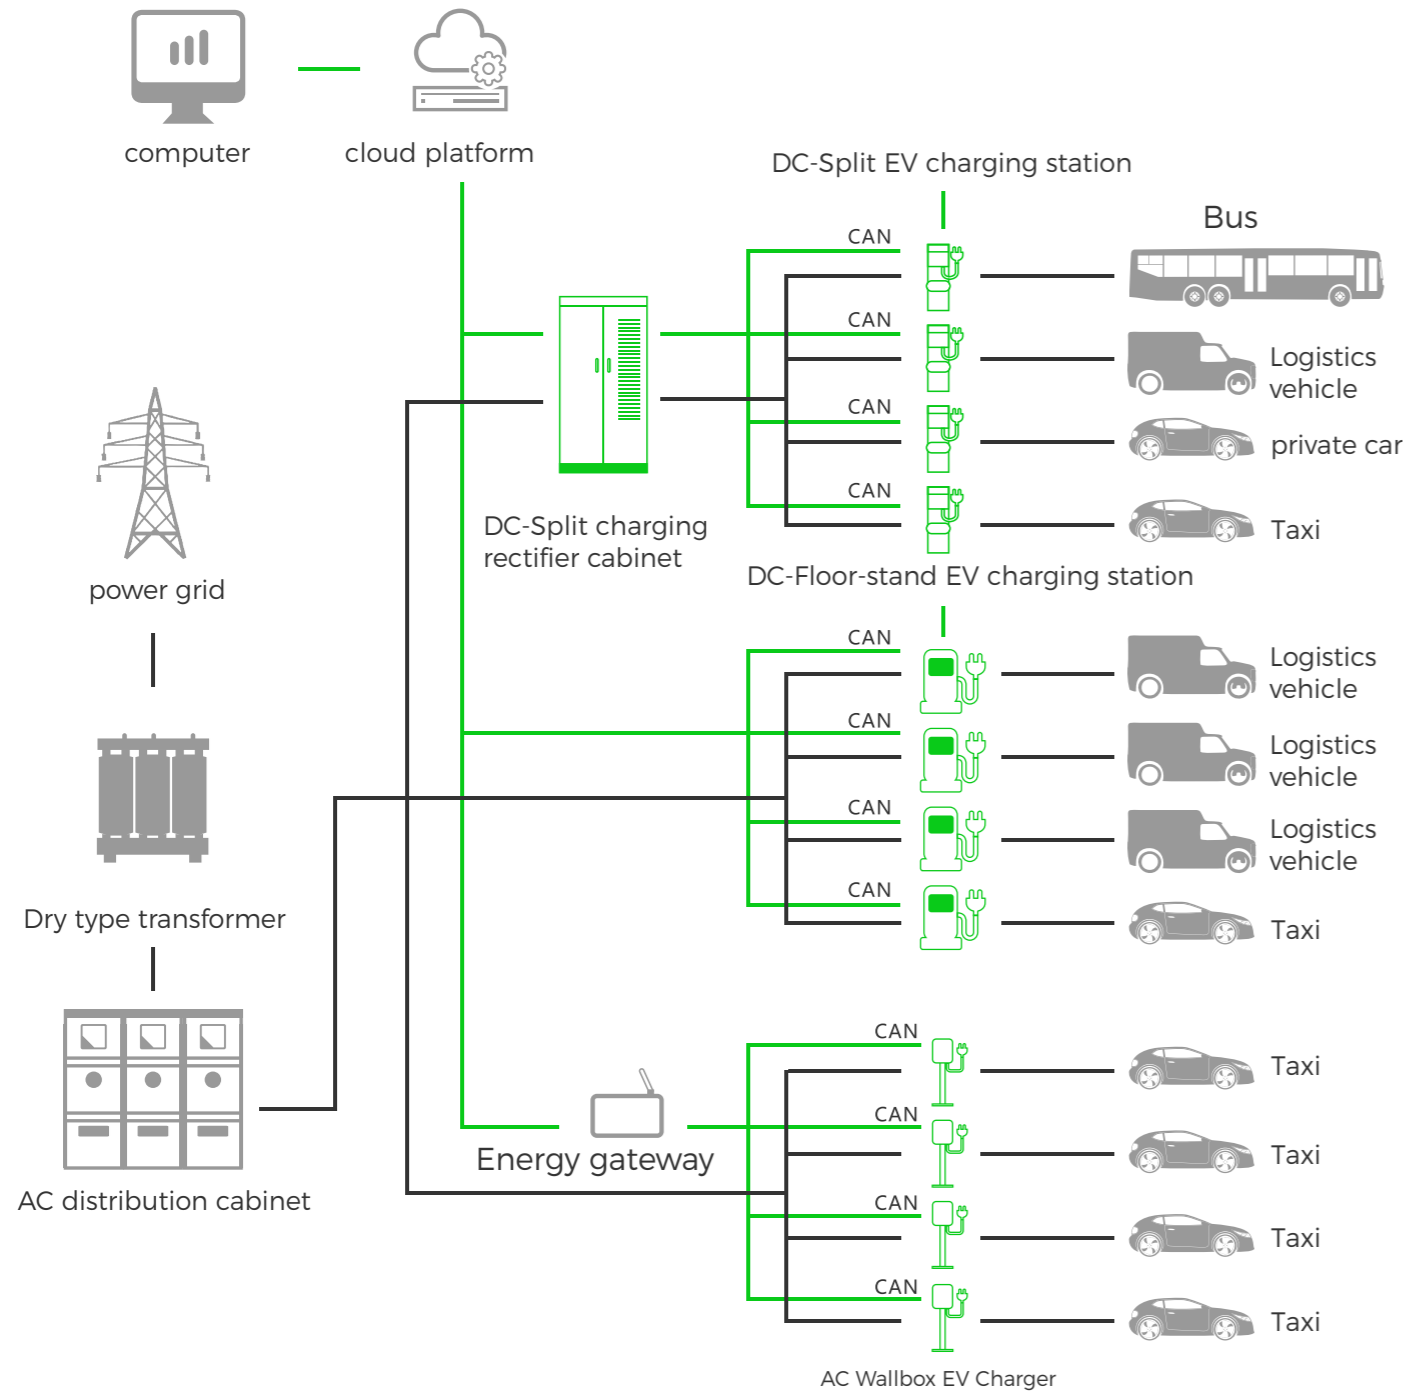 computer
cloud platform
DC-Split EV charging station
Bus
CAN
CAN
Logistics
vehicle
CAN
private car
CAN
Taxi
DC-Split charging
rectifier cabinet
power grid
DC-Floor-stand EV charging station
CAN
Logistics
vehicle
CAN
Logistics
vehicle
CAN
Logistics
vehicle
CAN
Taxi
Dry type transformer
AC distribution cabinet
Energy gateway
CAN
Taxi
CAN
Taxi
CAN
Taxi
CAN
Taxi
AC Wallbox EV Charger